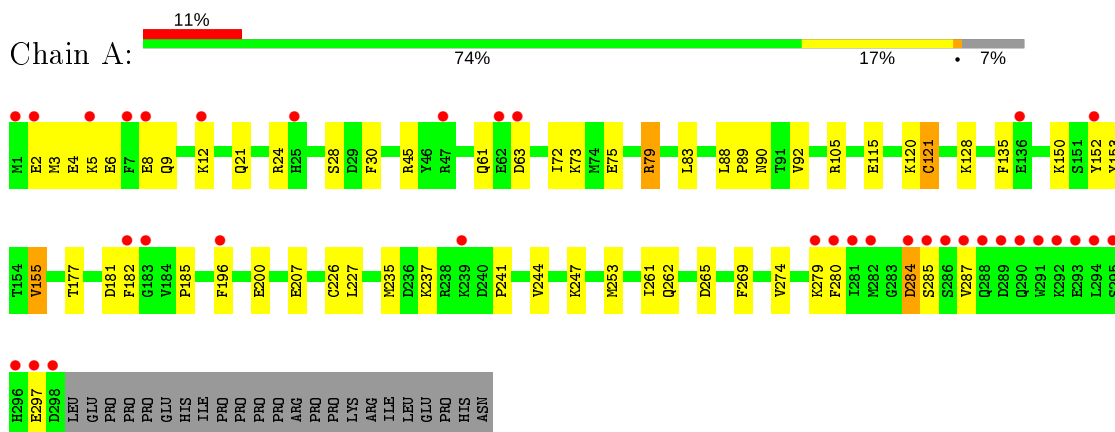 11%
Chain A:
74% 17% • 7%
M1 E2 M3 E4 K5 E6 F7 E8 Q9 K12 Q21 R24 H25 S28 D29 F30 R45 Y46 R47 Q61 E62 D63 I72 K73 M74 E75 R79 L83 L88 P89 N90 T91 V92 R105 E115 K120 C121 K128 F135 E136 K150 S151 Y152 Y153
T154 V155 T177 D181 F182 G183 V184 P185 F196 E200 E207 C226 L227 M235 D236 K237 R238 K239 D240 P241 V244 K247 M253 I261 Q262 D265 F269 V274 K279 F280 I281 M282 G283 D284 S285 S286 V287 Q288 D289 Q290 W291 K292 E293 L294 S295
H296 E297 D298 LEU GLU PRO PRO PRO GLU HIS ILE PRO PRO PRO PRO PRO ARG PRO PRO LYS ARG ILE LEU GLU PRO HIS ASN